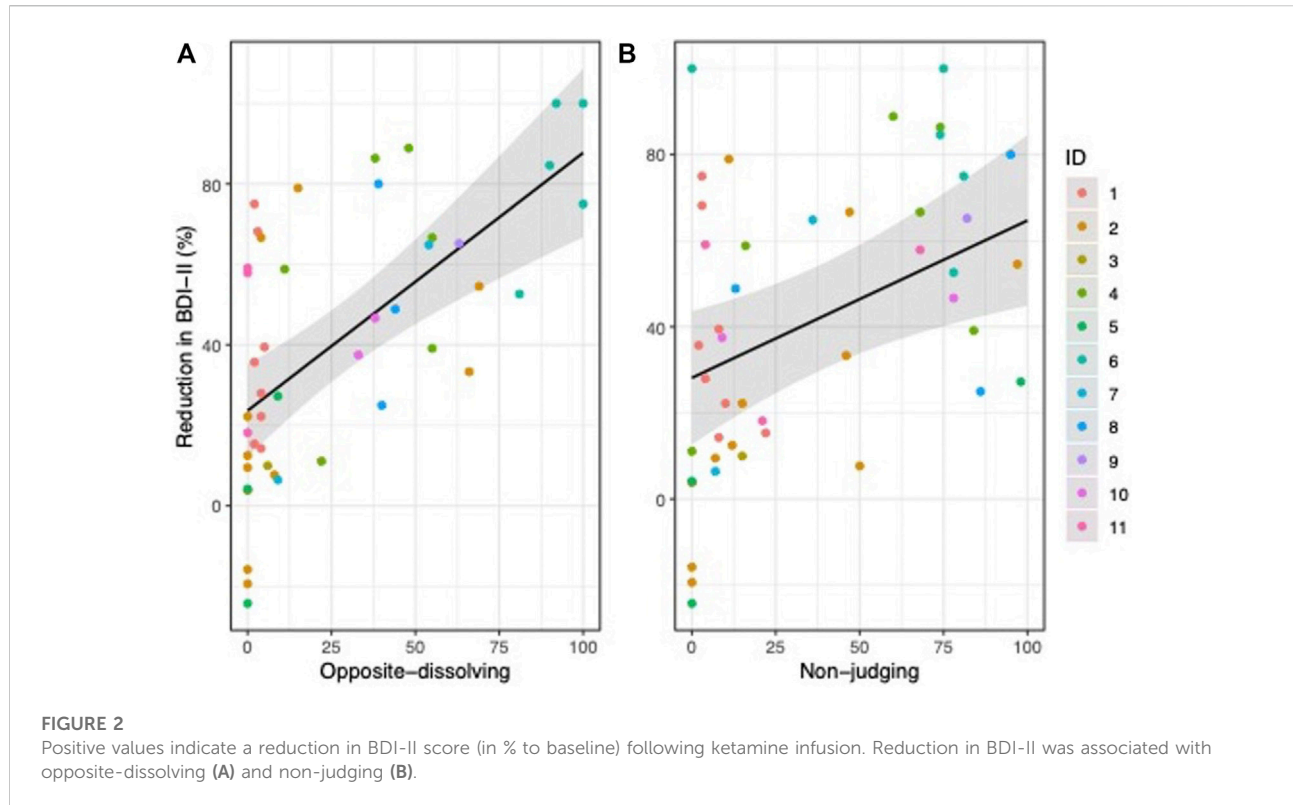 A
B
Reduction in BDI-II (%)
80
40
0
0 25 50 75 100
Opposite-dissolving
80
40
0
0 25 50 75 100
Non-judging
ID
1
2
3
4
5
6
7
8
9
10
11
FIGURE 2
Positive values indicate a reduction in BDI-II score (in % to baseline) following ketamine infusion. Reduction in BDI-II was associated with
opposite-dissolving (A) and non-judging (B).